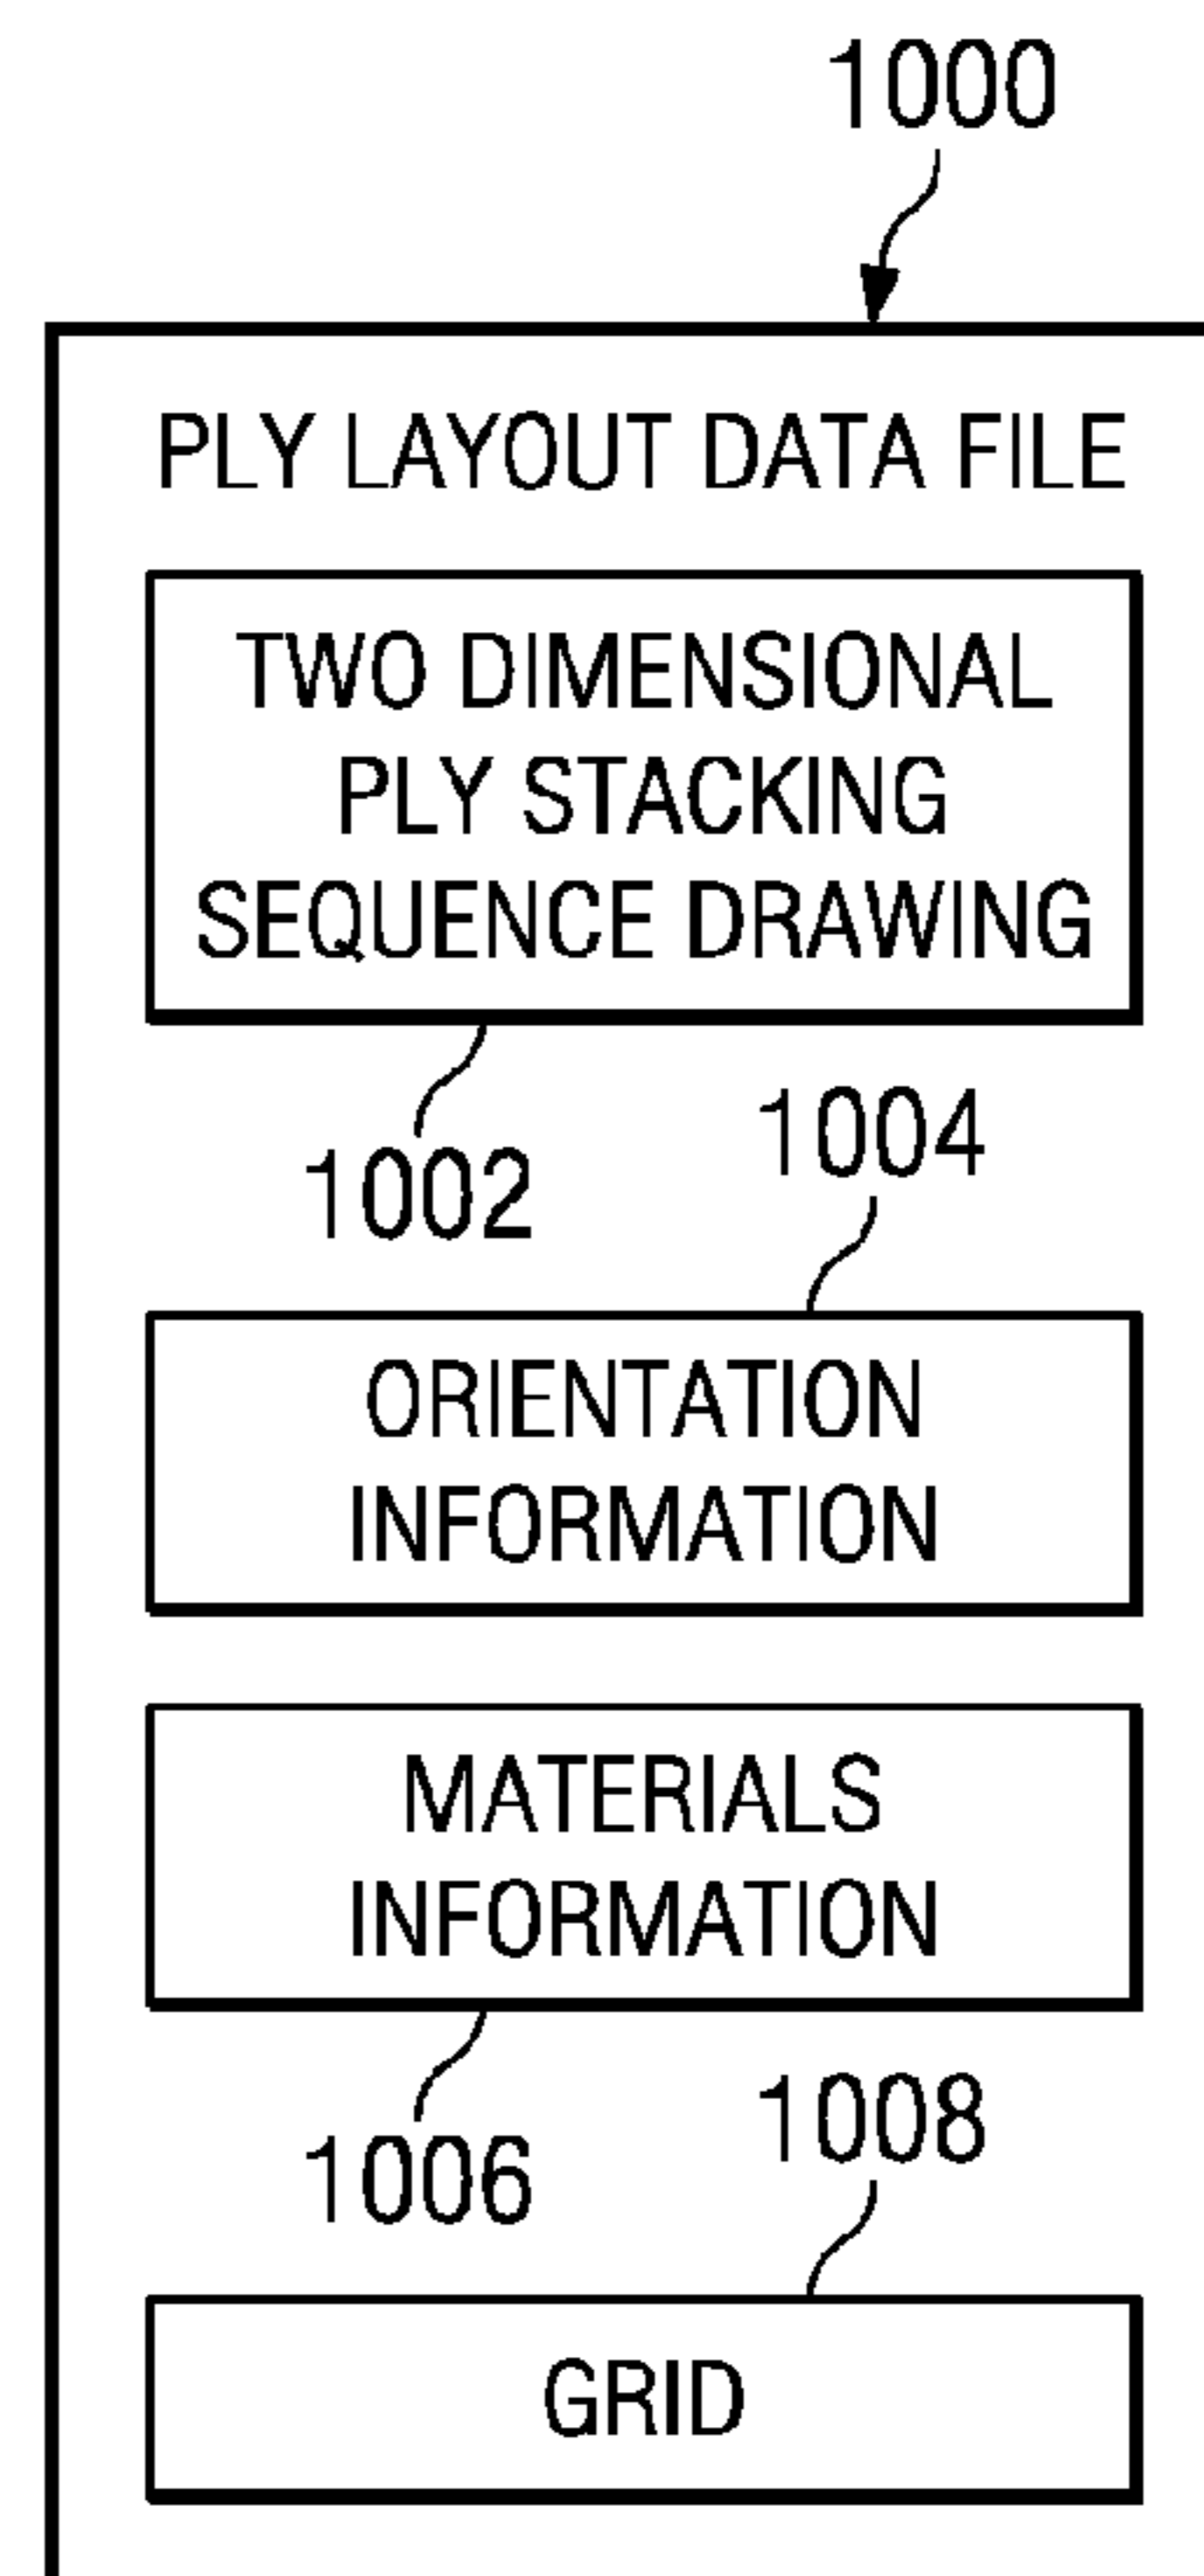 1000
PLY LAYOUT DATA FILE
TWO DIMENSIONAL
PLY STACKING
SEQUENCE DRAWING
1002
1004
ORIENTATION
INFORMATION
MATERIALS
INFORMATION
1006
1008
GRID